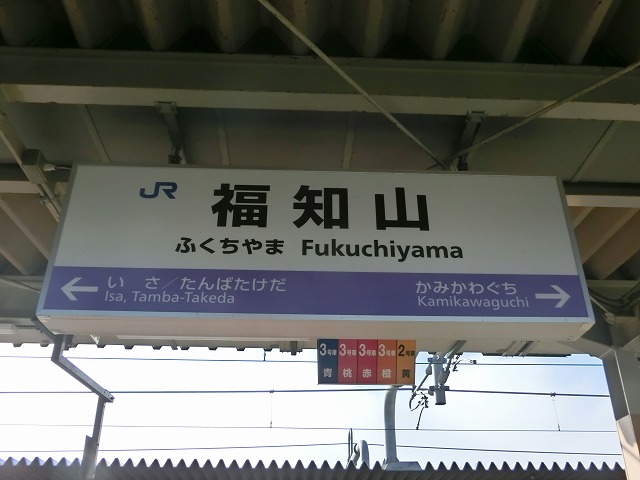 JR 福知山
ふくちやま Fukuchiyama
い さ／たんばたけだ
Isa, Tamba-Takeda
かみかわぐち
Kamikawaguchi
3号車 3号車 3号車 3号車 2号車
青 桃 赤 橙 黄